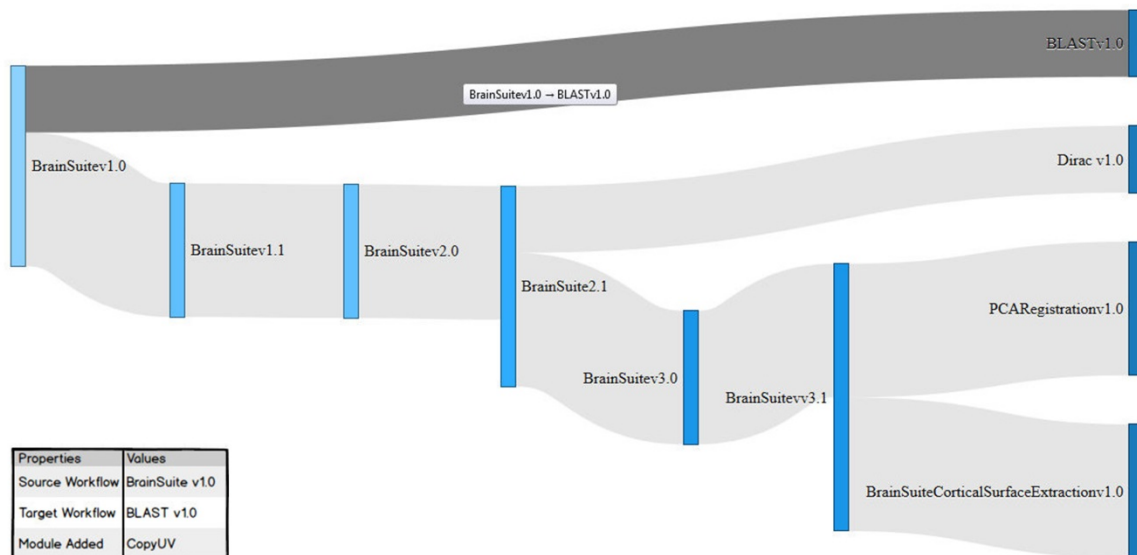 BLASTv1.0
BrainSuitev1.0 → BLASTv1.0
BrainSuitev1.0
Dirac v1.0
BrainSuitev1.1
BrainSuitev2.0
BrainSuite2.1
PCARegistrationv1.0
BrainSuitev3.0
BrainSuitevv3.1
BrainSuiteCorticalSurfaceExtractionv1.0
Properties Values
Source Workflow BrainSuite v1.0
Target Workflow BLAST v1.0
Module Added CopyUV